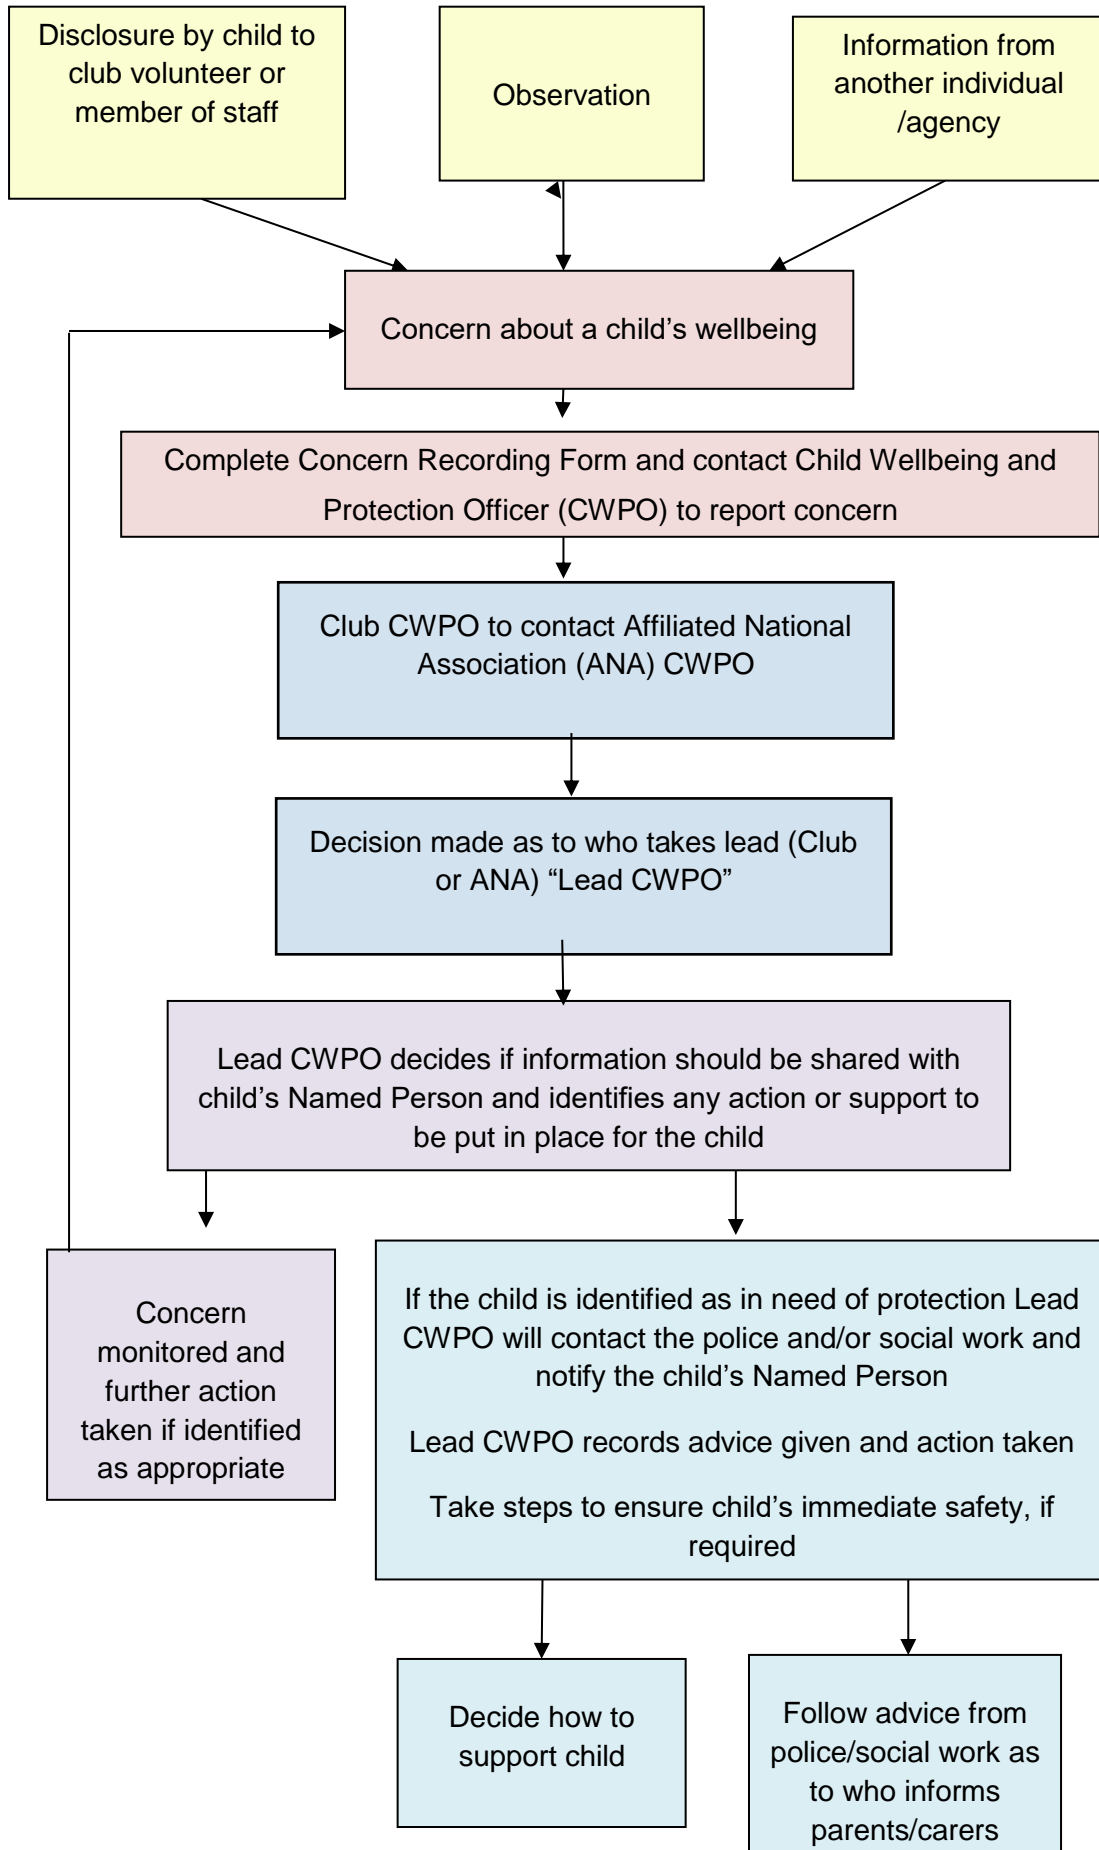 Disclosure by child to
club volunteer or
member of staff
Observation
Information from
another individual
/agency
Concern about a child’s wellbeing
Complete Concern Recording Form and contact Child Wellbeing and
Protection Officer (CWPO) to report concern
Club CWPO to contact Affiliated National
Association (ANA) CWPO
Decision made as to who takes lead (Club
or ANA) “Lead CWPO”
Lead CWPO decides if information should be shared with
child’s Named Person and identifies any action or support to
be put in place for the child
Concern
monitored and
further action
taken if identified
as appropriate
If the child is identified as in need of protection Lead
CWPO will contact the police and/or social work and
notify the child’s Named Person
Lead CWPO records advice given and action taken
Take steps to ensure child’s immediate safety, if
required
Decide how to
support child
Follow advice from
police/social work as
to who informs
parents/carers